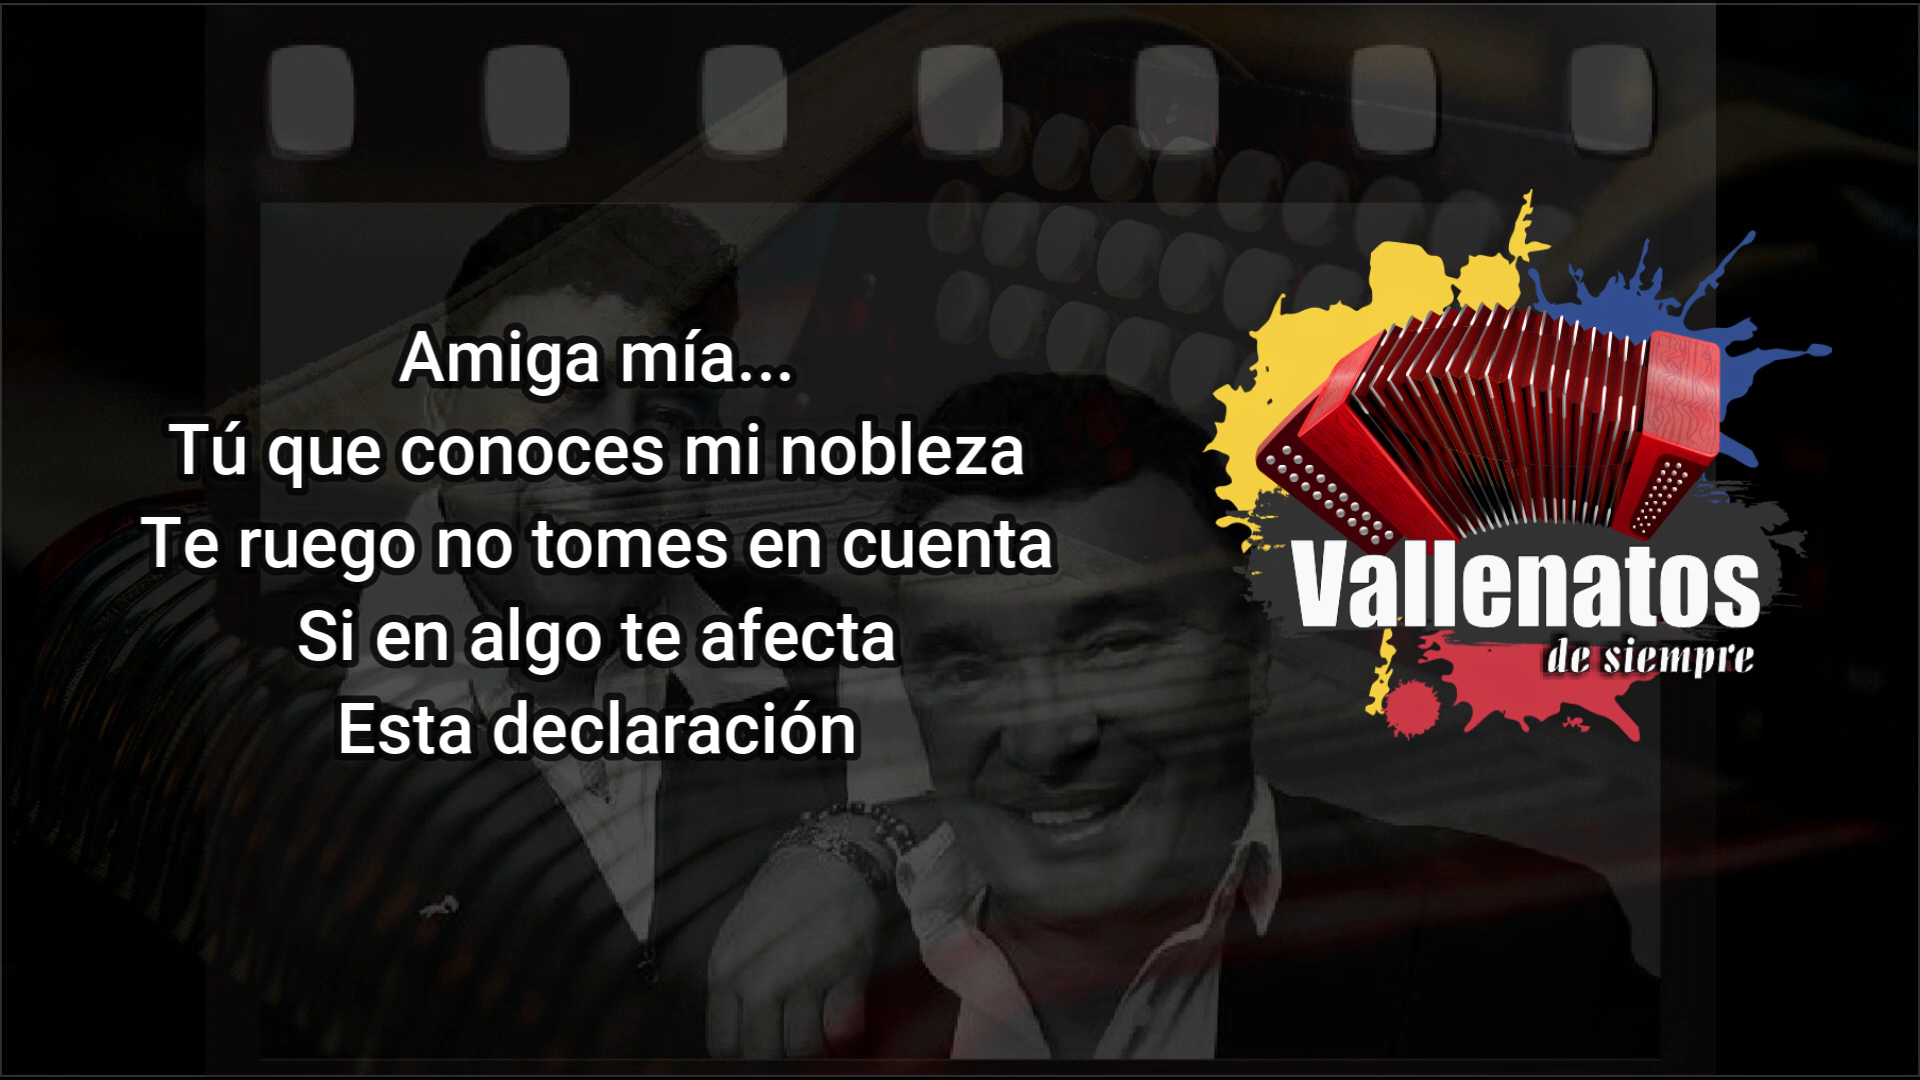 Amiga mía...
Tú que conoces mi nobleza
Te ruego no tomes en cuenta
Si en algo te afecta
Esta declaración
Vallenatos
de siempre